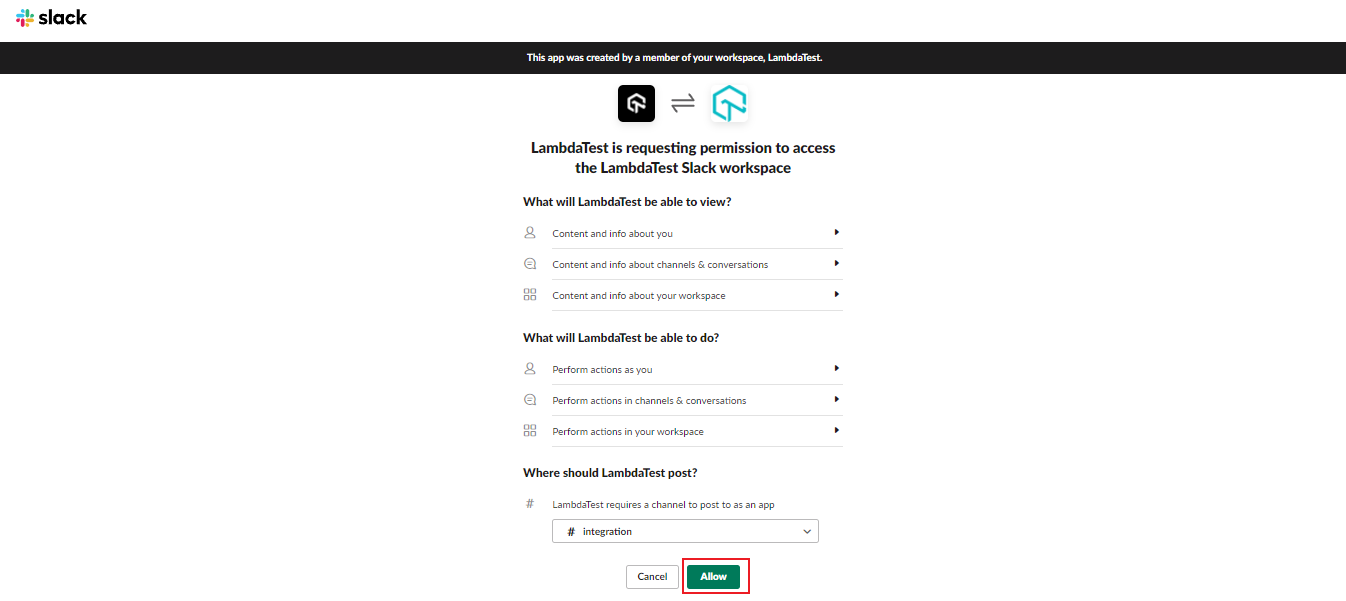 slack
This app was created by a member of your workspace, LambdaTest.
LambdaTest is requesting permission to access
the LambdaTest Slack workspace
What will LambdaTest be able to view?
Content and info about you
Content and info about channels & conversations
Content and info about your workspace
What will LambdaTest be able to do?
Perform actions as you
Perform actions in channels & conversations
Perform actions in your workspace
Where should LambdaTest post?
# LambdaTest requires a channel to post to as an app
# integration
Cancel Allow